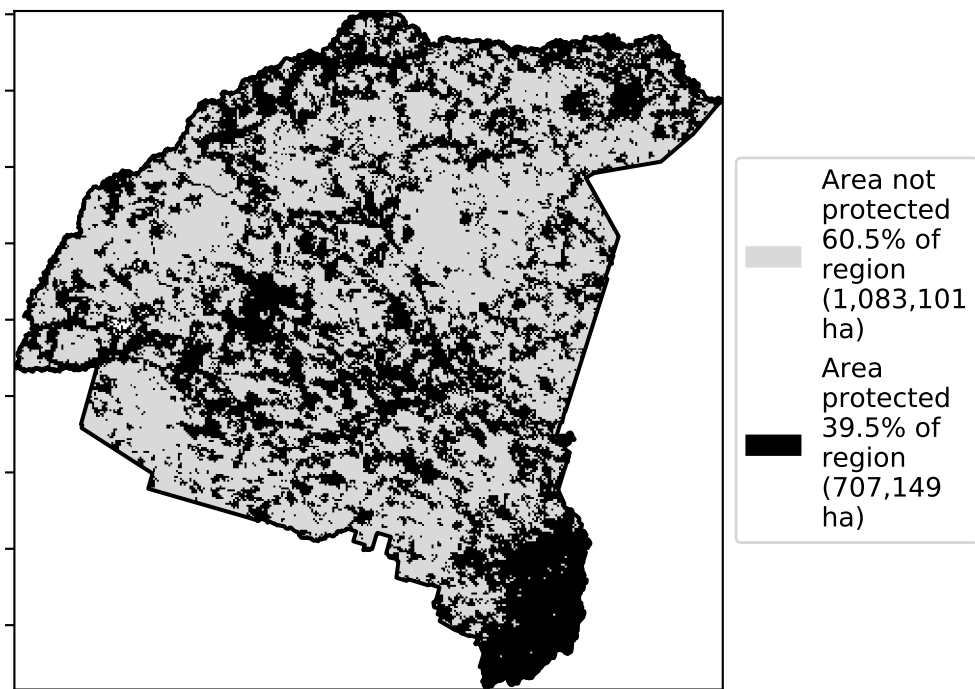 Area not
protected
60.5% of
region
(1,083,101
ha)
Area
protected
39.5% of
region
(707,149
ha)